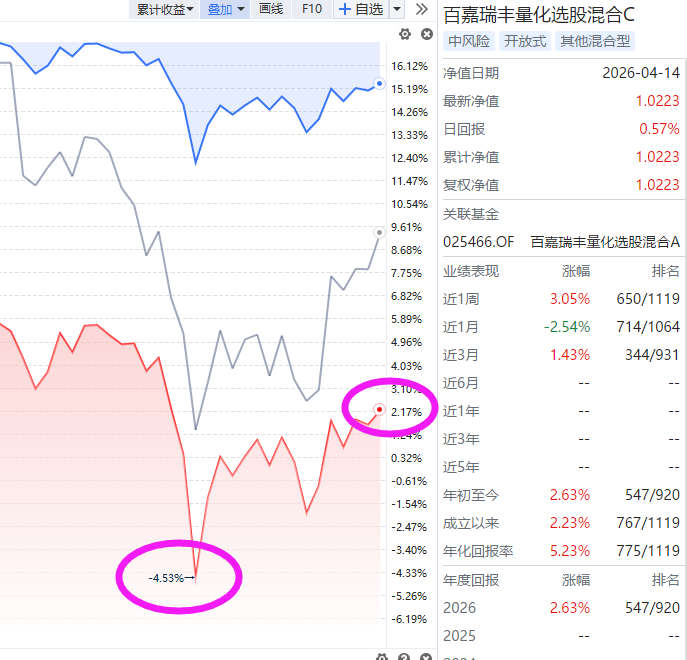 累计收益 叠加 画线 F10 自选
百嘉瑞丰量化选股混合C
中风险 开放式 其他混合型
净值日期 2026-04-14
最新净值 1.0223
日回报 0.57%
累计净值 1.0223
复权净值 1.0223
关联基金
025466.OF 百嘉瑞丰量化选股混合A
业绩表现 涨幅 排名
近1周 3.05% 650/1119
近1月 -2.54% 714/1064
近3月 1.43% 344/931
近6月 -- --
近1年 -- --
近3年 -- --
近5年 -- --
年初至今 2.63% 547/920
成立以来 2.23% 767/1119
年化回报率 5.23% 775/1119
年度回报 涨幅 排名
2026 2.63% 547/920
2025 -- --
16.12%
15.19%
14.26%
13.33%
12.40%
11.47%
10.54%
9.61%
8.68%
7.75%
6.82%
5.89%
4.96%
4.03%
3.10%
2.17%
1.24%
0.32%
-0.61%
-1.54%
-2.47%
-3.40%
-4.33%
-5.26%
-6.19%
-4.53%→